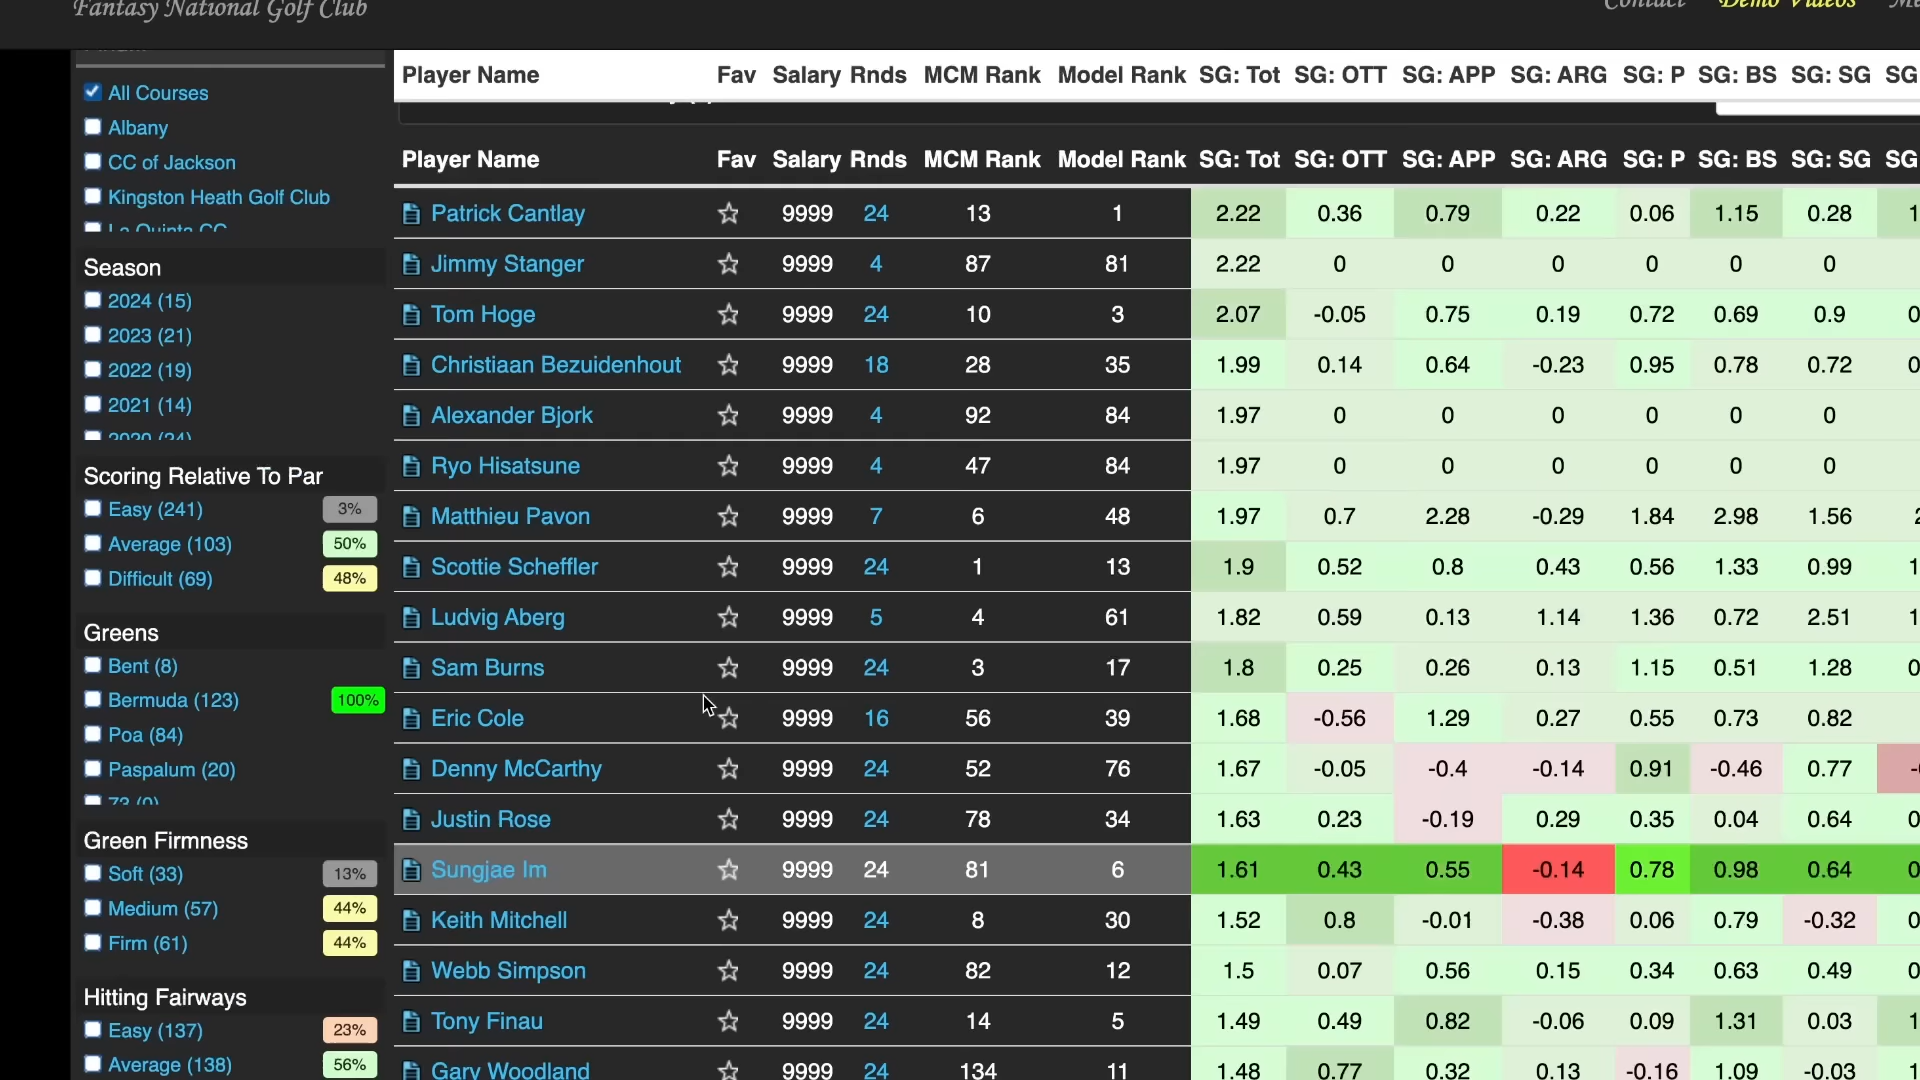 Fantasy National Golf Club
Contact Demo Videos
All Courses
Albany
CC of Jackson
Kingston Heath Golf Club
La Quinta CC
Season
2024 (15)
2023 (21)
2022 (19)
2021 (14)
2020 (24)
Scoring Relative To Par
Easy (241) 3%
Average (103) 50%
Difficult (69) 48%
Greens
Bent (8)
Bermuda (123) 100%
Poa (84)
Paspalum (20)
Green Firmness
Soft (33) 13%
Medium (57) 44%
Firm (61) 44%
Hitting Fairways
Easy (137) 23%
Average (138) 56%
Player Name Fav Salary Rnds MCM Rank Model Rank SG: Tot SG: OTT SG: APP SG: ARG SG: P SG: BS SG: SG SG
Player Name Fav Salary Rnds MCM Rank Model Rank SG: Tot SG: OTT SG: APP SG: ARG SG: P SG: BS SG: SG SG
Patrick Cantlay 9999 24 13 1 2.22 0.36 0.79 0.22 0.06 1.15 0.28 1
Jimmy Stanger 9999 4 87 81 2.22 0 0 0 0 0 0
Tom Hoge 9999 24 10 3 2.07 -0.05 0.75 0.19 0.72 0.69 0.9 0
Christiaan Bezuidenhout 9999 18 28 35 1.99 0.14 0.64 -0.23 0.95 0.78 0.72 0
Alexander Bjork 9999 4 92 84 1.97 0 0 0 0 0 0
Ryo Hisatsune 9999 4 47 84 1.97 0 0 0 0 0 0
Matthieu Pavon 9999 7 6 48 1.97 0.7 2.28 -0.29 1.84 2.98 1.56 2
Scottie Scheffler 9999 24 1 13 1.9 0.52 0.8 0.43 0.56 1.33 0.99 1
Ludvig Aberg 9999 5 4 61 1.82 0.59 0.13 1.14 1.36 0.72 2.51 1
Sam Burns 9999 24 3 17 1.8 0.25 0.26 0.13 1.15 0.51 1.28 0
Eric Cole 9999 16 56 39 1.68 -0.56 1.29 0.27 0.55 0.73 0.82
Denny McCarthy 9999 24 52 76 1.67 -0.05 -0.4 -0.14 0.91 -0.46 0.77
Justin Rose 9999 24 78 34 1.63 0.23 -0.19 0.29 0.35 0.04 0.64 0
Sungjae Im 9999 24 81 6 1.61 0.43 0.55 -0.14 0.78 0.98 0.64 0
Keith Mitchell 9999 24 8 30 1.52 0.8 -0.01 -0.38 0.06 0.79 -0.32 0
Webb Simpson 9999 24 82 12 1.5 0.07 0.56 0.15 0.34 0.63 0.49 0
Tony Finau 9999 24 14 5 1.49 0.49 0.82 -0.06 0.09 1.31 0.03 1
Gary Woodland 9999 24 134 11 1.48 0.77 0.32 0.13 -0.16 1.09 -0.03 1